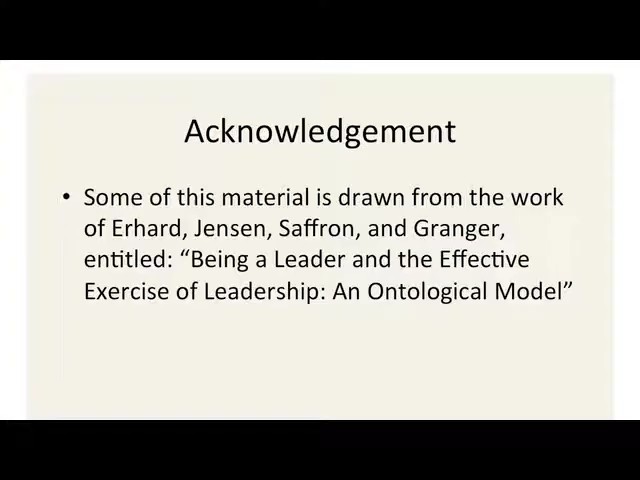 Acknowledgement
• Some of this material is drawn from the work
of Erhard, Jensen, Saffron, and Granger,
entitled: “Being a Leader and the Effective
Exercise of Leadership: An Ontological Model”